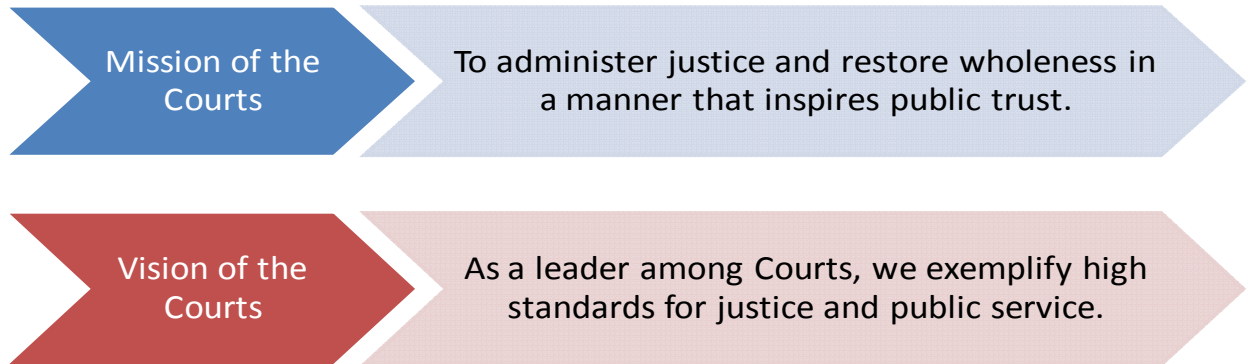 Mission of the
Courts
To administer justice and restore wholeness in
a manner that inspires public trust.
Vision of the
Courts
As a leader among Courts, we exemplify high
standards for justice and public service.